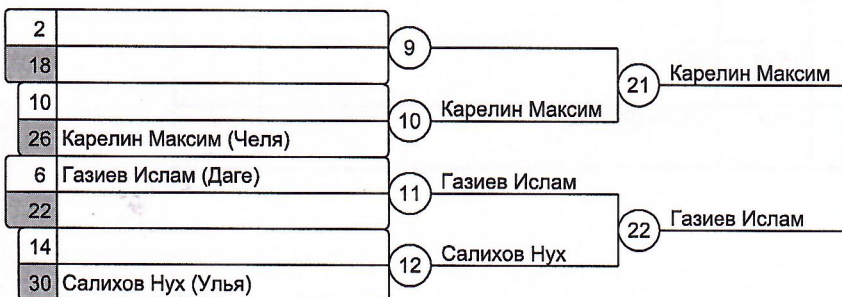 2
18
9
10
26 Карелин Максим (Челя)
10 Карелин Максим
21 Карелин Максим
6 Газиев Ислам (Даге)
22
11 Газиев Ислам
14
30 Салихов Нух (Улья)
12 Салихов Нух
22 Газиев Ислам